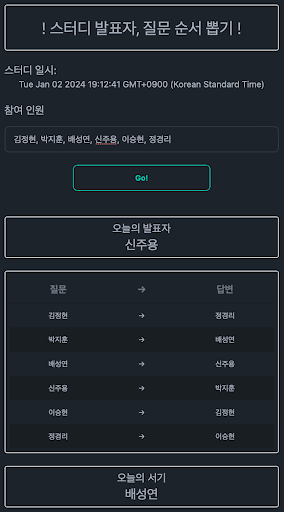 ! 스터디 발표자, 질문 순서 뽑기 !
스터디 일시:
Tue Jan 02 2024 19:12:41 GMT+0900 (Korean Standard Time)
참여 인원
김정현, 박지훈, 배성연, 신주용, 이승현, 정경리
Go!
오늘의 발표자
신주용
질문 → 답변
김정현 → 정경리
박지훈 → 배성연
배성연 → 신주용
신주용 → 박지훈
이승현 → 김정현
정경리 → 이승현
오늘의 서기
배성연